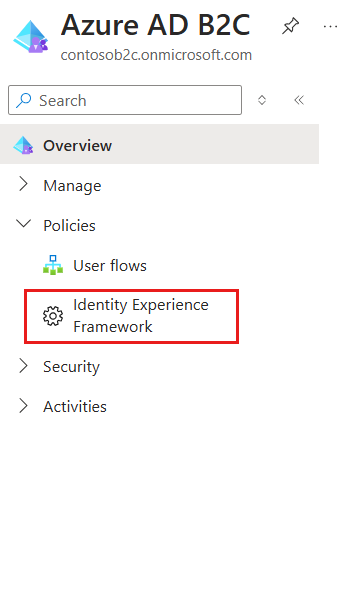 Azure AD B2C
contosob2c.onmicrosoft.com
Search
Overview
Manage
Policies
User flows
Identity Experience
Framework
Security
Activities